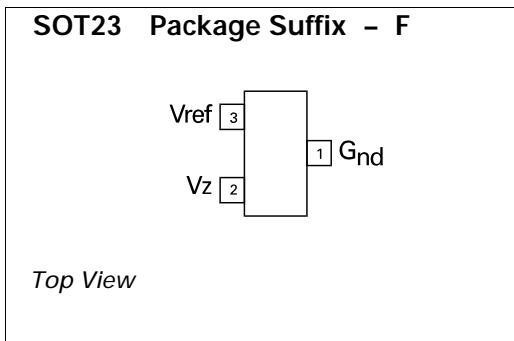 SOT23 Package Suffix – F
Vref 3
1 Gnd
Vz 2
Top View